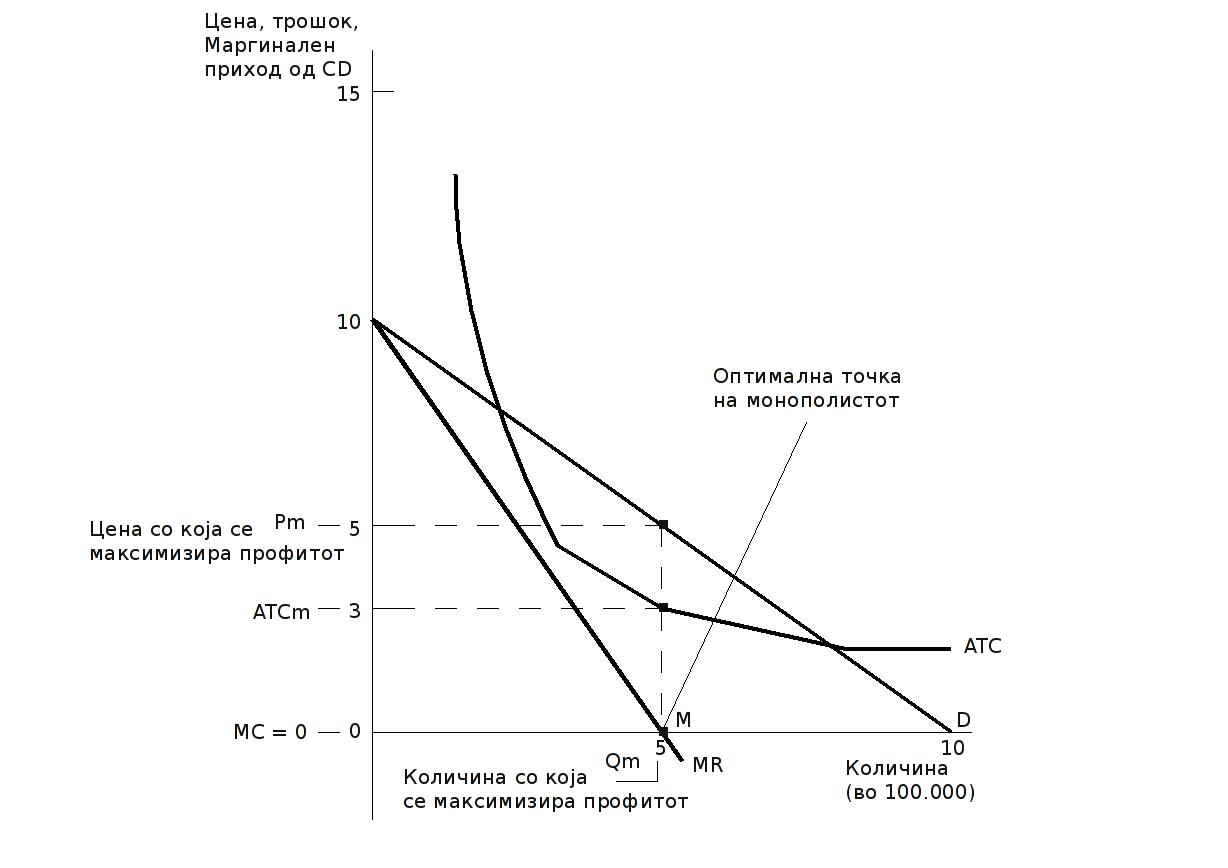 Цена, трошок,
Маргинален
приход од CD
15
10
Оптимална точка
на монополистот
Цена со која се
максимизира профитот
Pm
5
ATCm
3
ATC
MC = 0
0
M
D
5
10
Qm
MR
Количина со која
се максимизира профитот
Количина
(во 100.000)